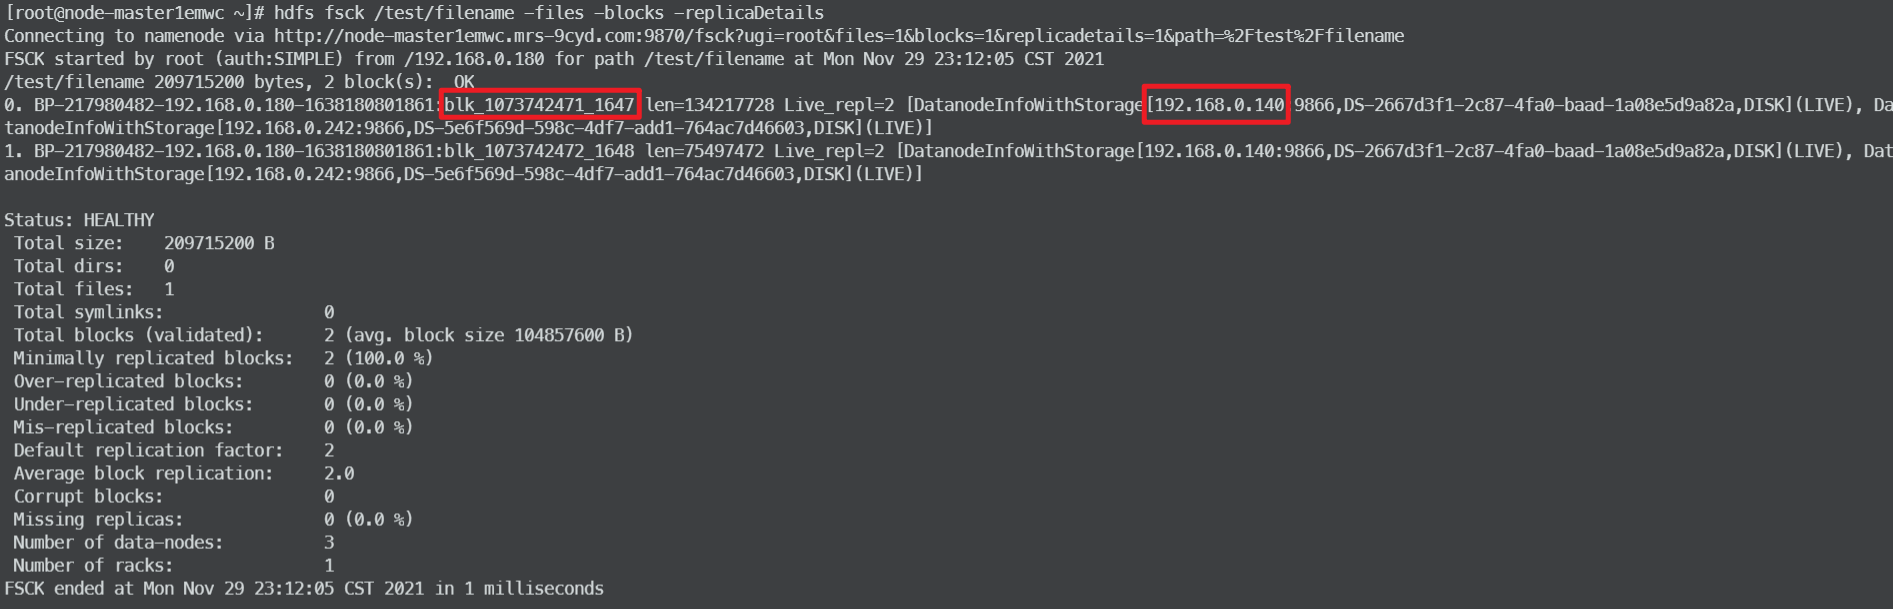 [root@node-master1emwc ~]# hdfs fsck /test/filename -files -blocks -replicaDetails
Connecting to namenode via http://node-master1emwc.mrs-9cyd.com:9870/fsck?ugi=root&files=1&blocks=1&replicadetails=1&path=%2Ftest%2Ffilename
FSCK started by root (auth:SIMPLE) from /192.168.0.180 for path /test/filename at Mon Nov 29 23:12:05 CST 2021
/test/filename 209715200 bytes, 2 block(s):  OK
0. BP-217980482-192.168.0.180-1638180801861:blk_1073742471_1647 len=134217728 Live_repl=2 [DatanodeInfoWithStorage[192.168.0.140:9866,DS-2667d3f1-2c87-4fa0-baad-1a08e5d9a82a,DISK](LIVE), Da
tanodeInfoWithStorage[192.168.0.242:9866,DS-5e6f569d-598c-4df7-add1-764ac7d46603,DISK](LIVE)]
1. BP-217980482-192.168.0.180-1638180801861:blk_1073742472_1648 len=75497472 Live_repl=2 [DatanodeInfoWithStorage[192.168.0.140:9866,DS-2667d3f1-2c87-4fa0-baad-1a08e5d9a82a,DISK](LIVE), Dat
anodeInfoWithStorage[192.168.0.242:9866,DS-5e6f569d-598c-4df7-add1-764ac7d46603,DISK](LIVE)]
Status: HEALTHY
Total size:    209715200 B
Total dirs:    0
Total files:   1
Total symlinks:                0
Total blocks (validated):      2 (avg. block size 104857600 B)
Minimally replicated blocks:   2 (100.0 %)
Over-replicated blocks:        0 (0.0 %)
Under-replicated blocks:       0 (0.0 %)
Mis-replicated blocks:         0 (0.0 %)
Default replication factor:    2
Average block replication:     2.0
Corrupt blocks:                0
Missing replicas:              0 (0.0 %)
Number of data-nodes:          3
Number of racks:               1
FSCK ended at Mon Nov 29 23:12:05 CST 2021 in 1 milliseconds